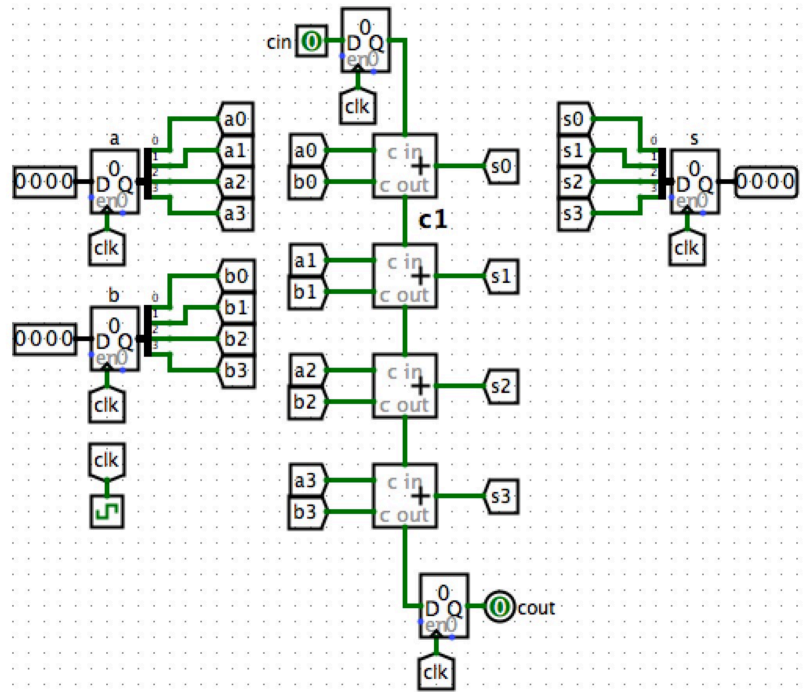 cin 0
0
D Q
en0
clk
a
0000
0
D Q
en0
clk
0
1
2
3
a0
a1
a2
a3
b
0000
0
D Q
en0
clk
0
1
2
3
b0
b1
b2
b3
clk
a0
b0
c in
+
c out
s0
c1
a1
b1
c in
+
c out
s1
a2
b2
c in
+
c out
s2
a3
b3
c in
+
c out
s3
0
D Q
en0
clk
0 cout
s0
s1
s2
s3
0
1
2
3
s
0
D Q
en0
clk
0000